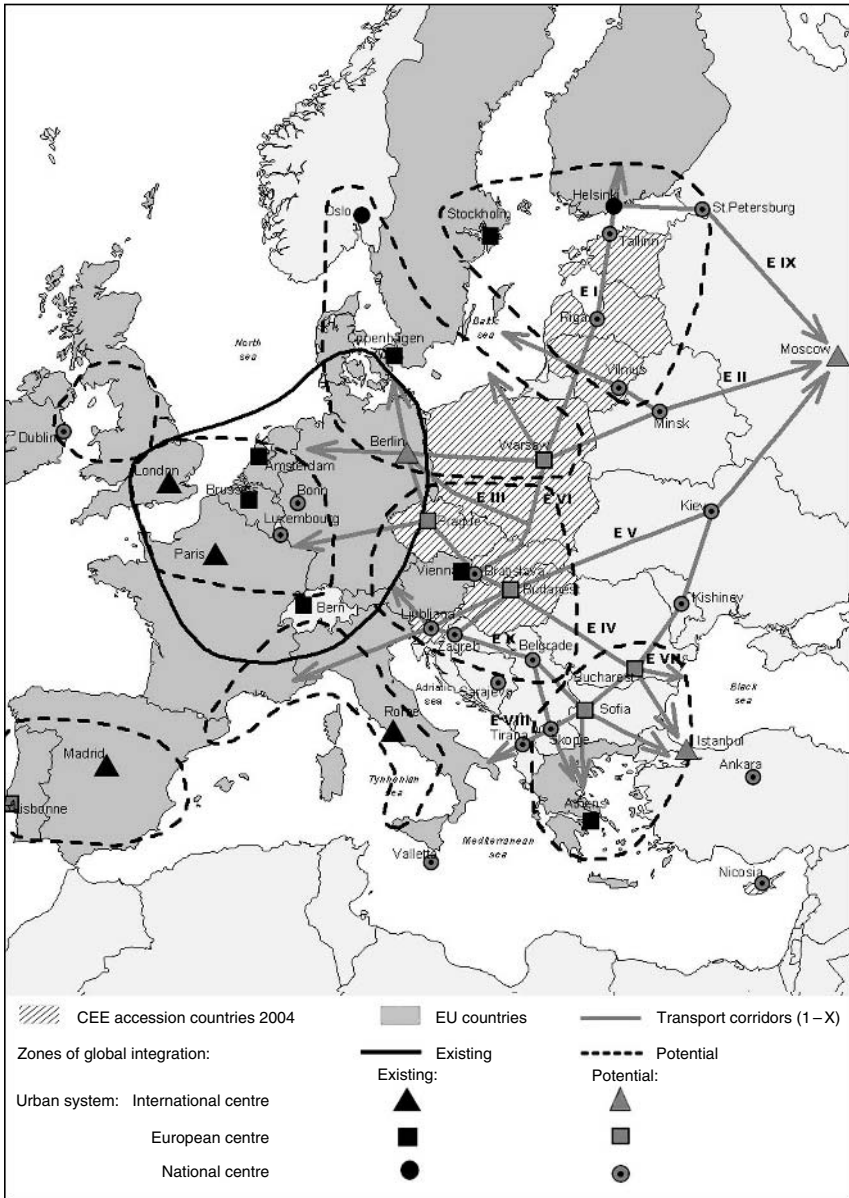 Helsinki
Oslo
Stockholm
St.Petersburg
Tallinn
E IX
E I
North
sea
Baltic
sea
Riga
Copenhagen
Moscow
Vilnius
E II
Minsk
Dublin
Berlin
Warsaw
London
Amsterdam
Bonn
E III
E VI
Brussels
Luxembourg
Prague
Kiev
E V
Paris
Vienna
Bratislava
Budapest
Bern
Kishinev
Ljubljana
Zagreb
E X
E IV
Belgrade
E VII
Bucharest
Adriatic
sea
Sarajevo
Black
sea
Rome
E VIII
Sofia
Tirana
Skopje
Istanbul
Madrid
Ankara
Tyhhenian
sea
Lisbonne
Athens
Mediterranean
sea
Valletta
Nicosia
CEE accession countries 2004 EU countries Transport corridors (1–X)
Zones of global integration: Existing Potential
Existing: Potential:
Urban system: International centre
European centre
National centre